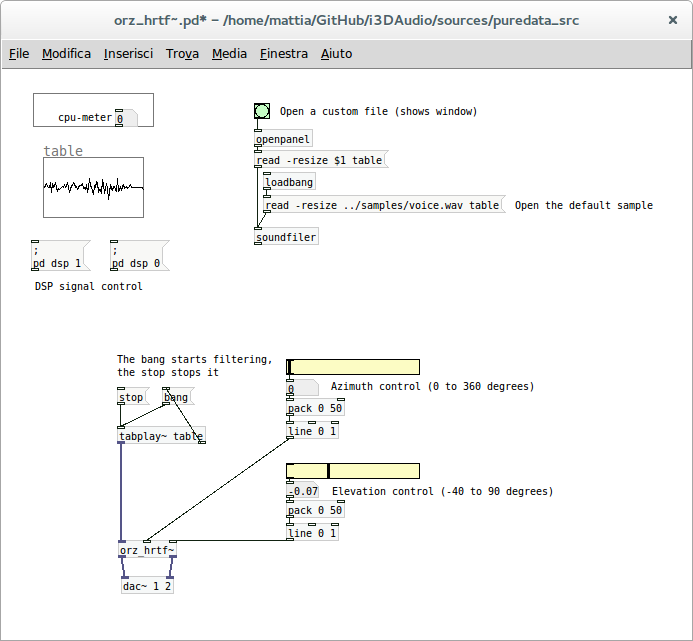 orz_hrtf~.pd* – /home/mattia/GitHub/i3DAudio/sources/puredata_src
File Modifica Inserisci Trova Media Finestra Aiuto
cpu-meter 0
Open a custom file (shows window)
openpanel
table
read -resize $1 table
loadbang
read -resize ../samples/voice.wav table
Open the default sample
soundfiler
;
pd dsp 1
;
pd dsp 0
DSP signal control
The bang starts filtering,
the stop stops it
0
Azimuth control (0 to 360 degrees)
stop
bang
pack 0 50
tabplay~ table
line 0 1
-0.07
Elevation control (-40 to 90 degrees)
pack 0 50
line 0 1
orz_hrtf~
dac~ 1 2